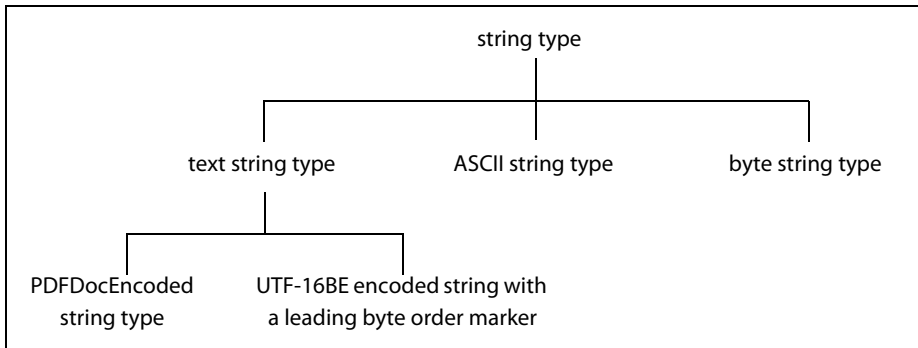 string type
text string type
ASCII string type
byte string type
PDFDocEncoded
string type
UTF-16BE encoded string with
a leading byte order marker